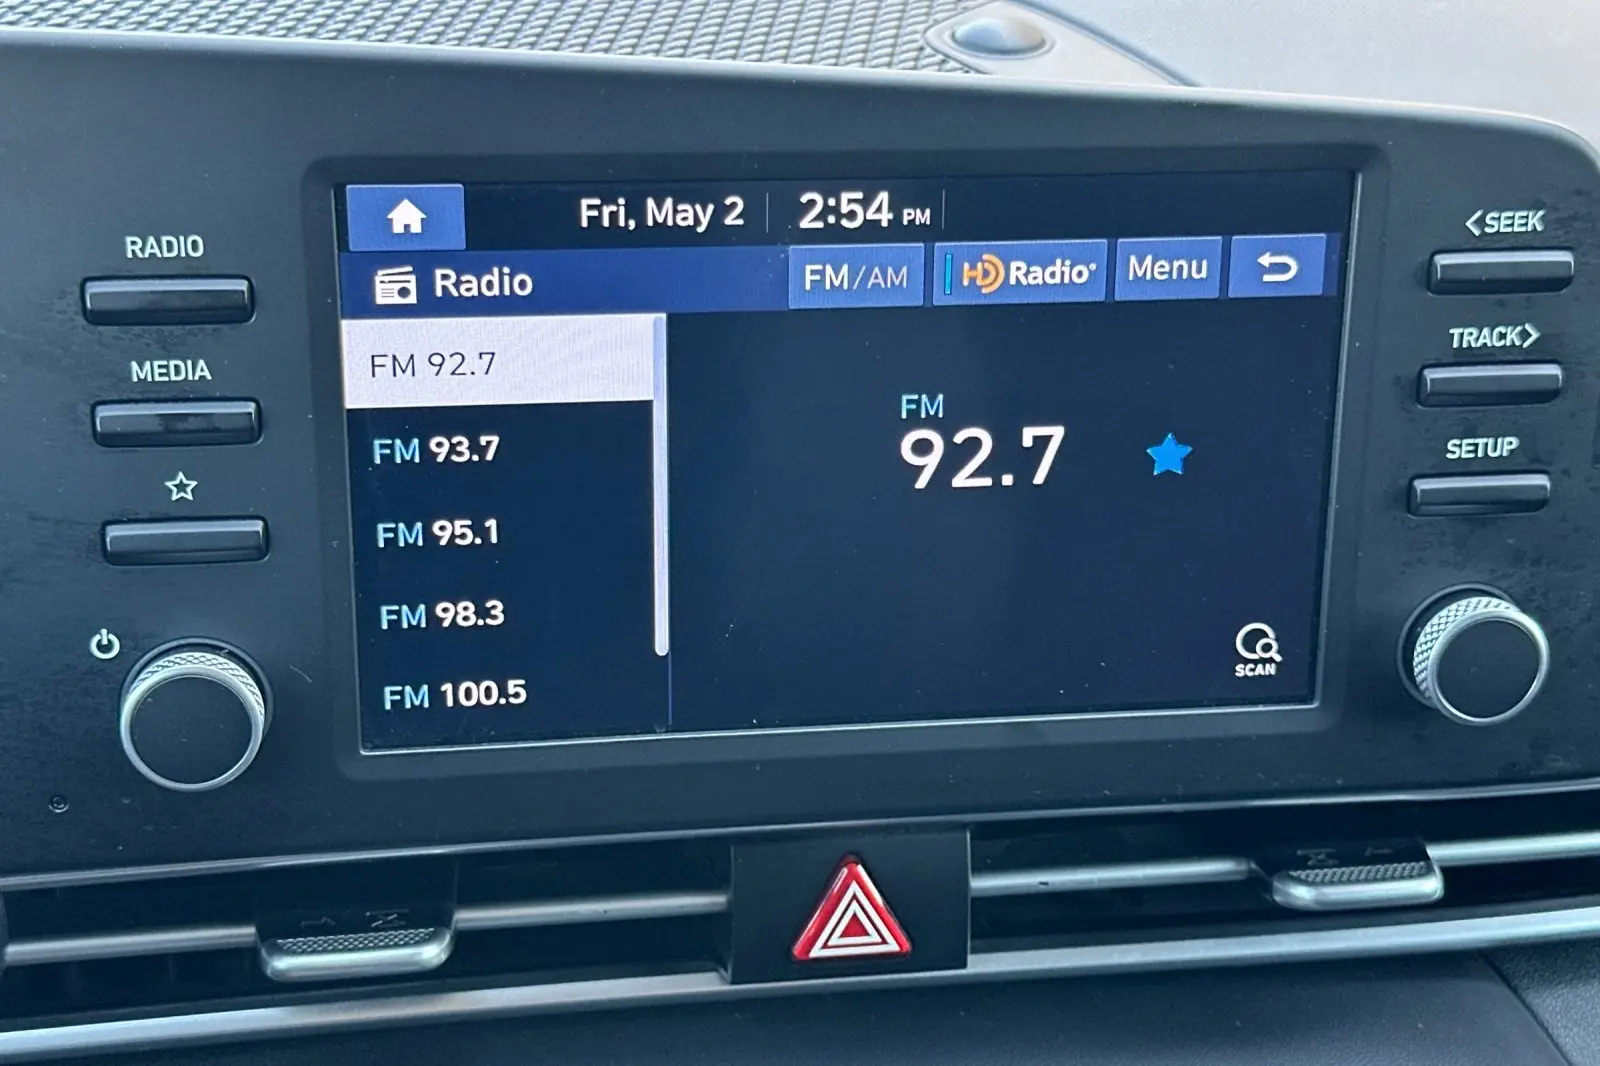 RADIO
MEDIA
Fri, May 2
2:54 PM
Radio
FM/AM
HD Radio®
Menu
FM 92.7
FM 93.7
FM 95.1
FM 98.3
FM 100.5
FM
92.7
SCAN
<SEEK
TRACK>
SETUP